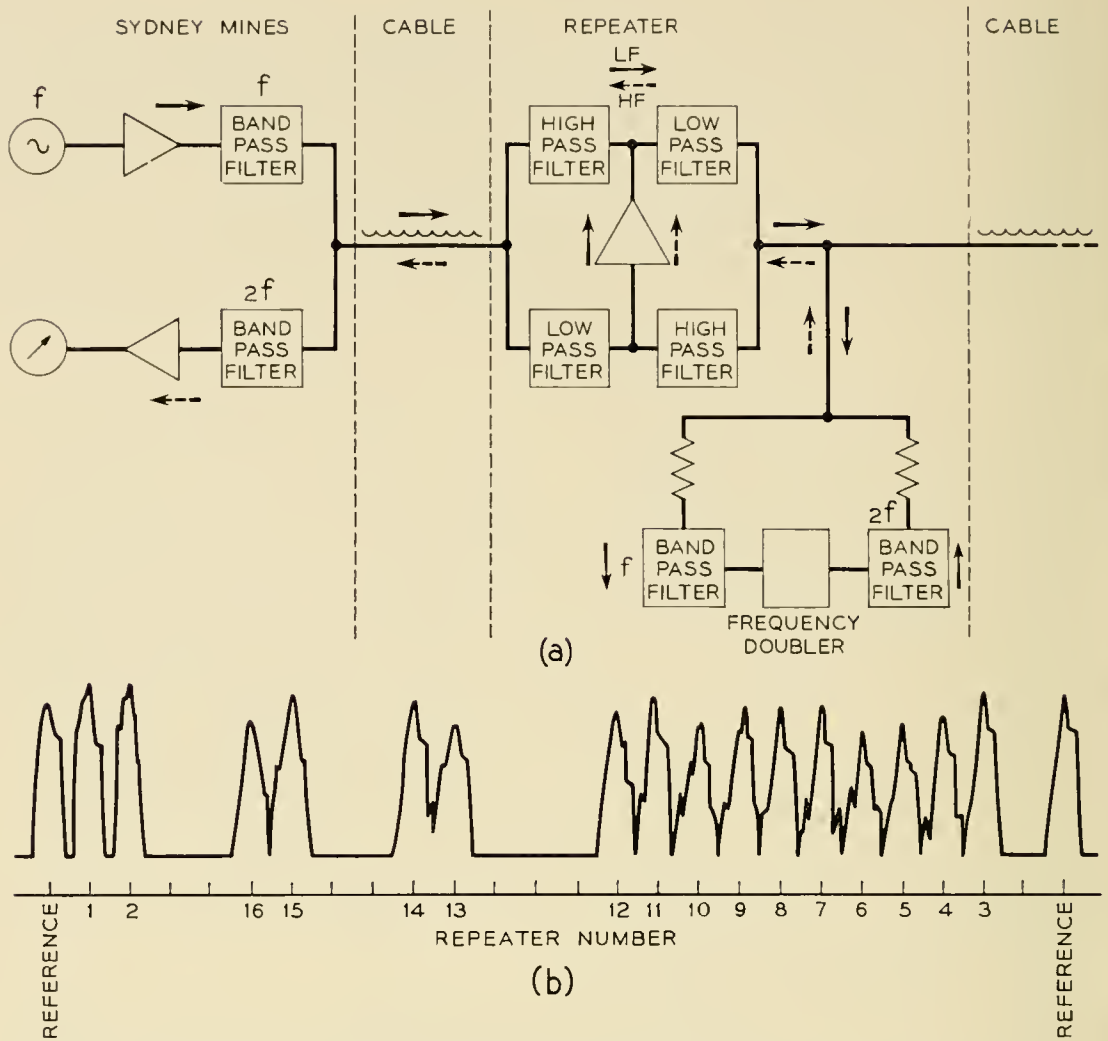 SYDNEY MINES
CABLE
REPEATER
CABLE
LF
HF
f
f
BAND
PASS
FILTER
HIGH
PASS
FILTER
LOW
PASS
FILTER
2f
BAND
PASS
FILTER
LOW
PASS
FILTER
HIGH
PASS
FILTER
2f
f
BAND
PASS
FILTER
BAND
PASS
FILTER
FREQUENCY
DOUBLER
(a)
REFERENCE
1 2 16 15 14 13 12 11 10 9 8 7 6 5 4 3
REFERENCE
REPEATER NUMBER
(b)